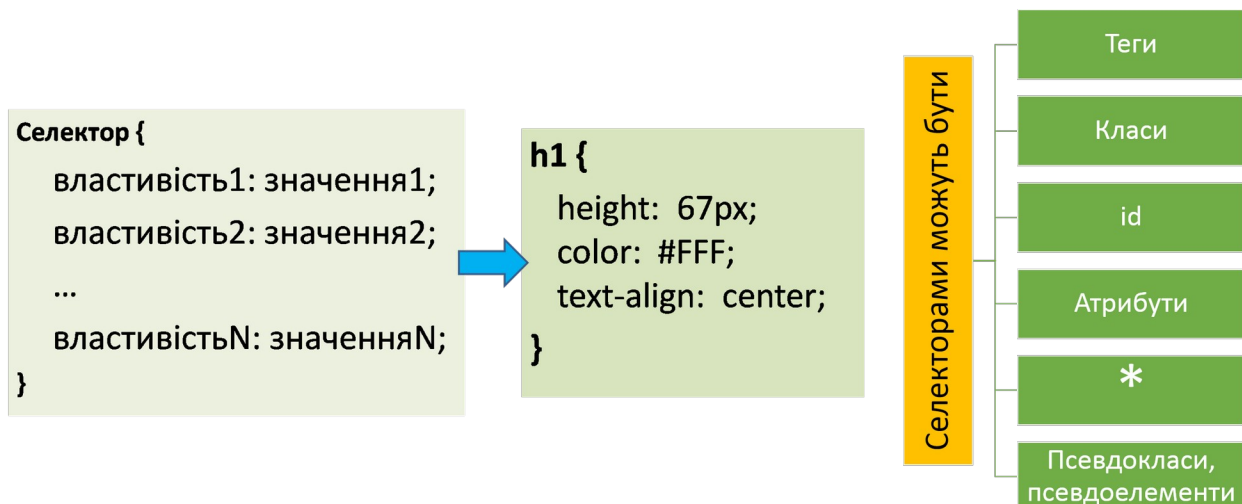 Селектор {
властивість1: значення1;
властивість2: значення2;
...
властивістьN: значенняN;
}
h1 {
height: 67px;
color: #FFF;
text-align: center;
}
Селекторами можуть бути
Теги
Класи
id
Атрибути
*
Псевдокласи,
псевдоелементи